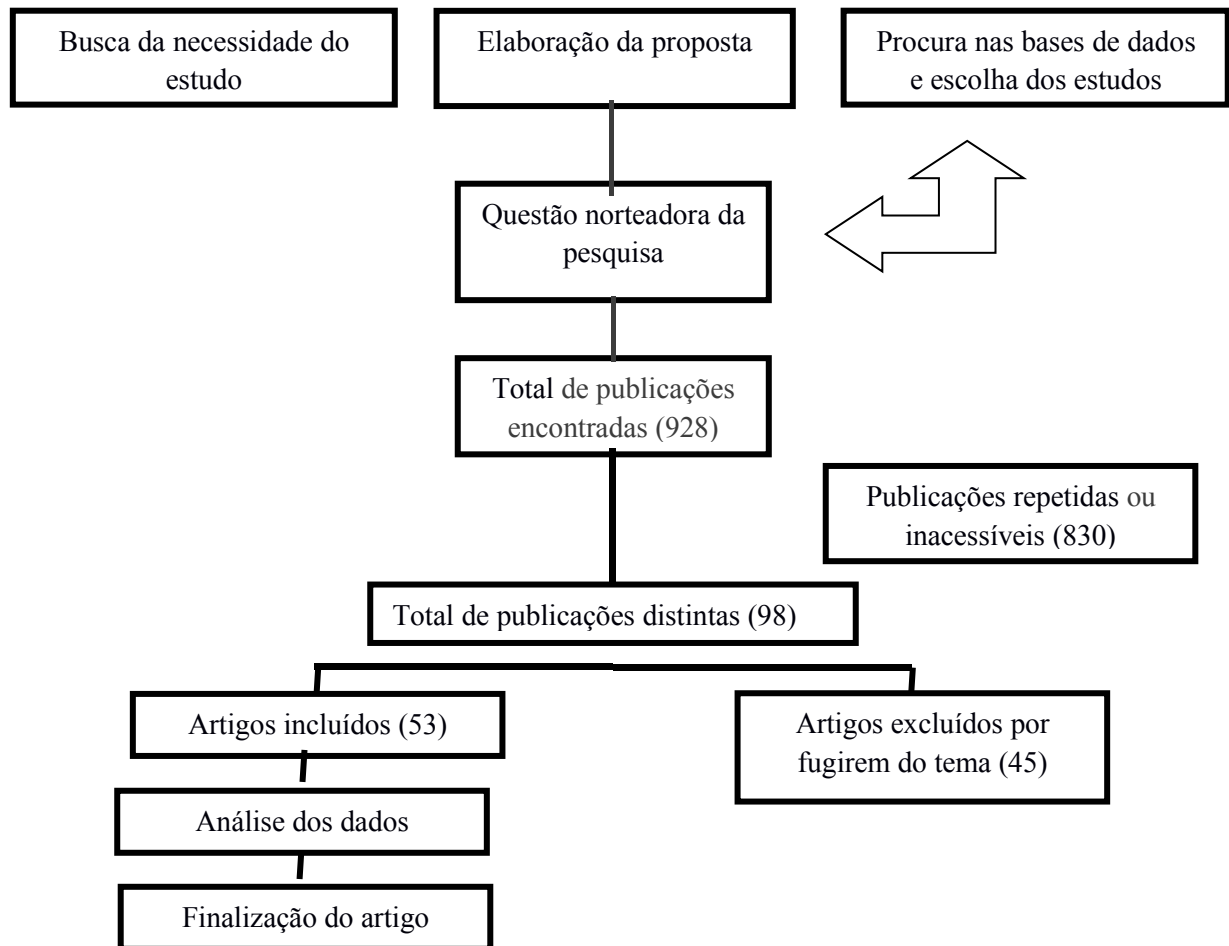 Busca da necessidade do
estudo
Elaboração da proposta
Procura nas bases de dados
e escolha dos estudos
Questão norteadora da
pesquisa
Total de publicações
encontradas (928)
Publicações repetidas ou
inacessíveis (830)
Total de publicações distintas (98)
Artigos incluídos (53)
Artigos excluídos por
fugirem do tema (45)
Análise dos dados
Finalização do artigo